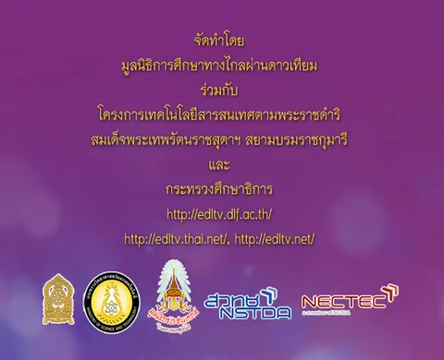 จัดทำโดย
มูลนิธิการศึกษาทางไกลผ่านดาวเทียม
ร่วมกับ
โครงการเทคโนโลยีสารสนเทศตามพระราชดำริ
สมเด็จพระเทพรัตนราชสุดาฯ สยามบรมราชกุมารี
และ
กระทรวงศึกษาธิการ
http://edltv.dlf.ac.th/
http://edltv.thai.net/, http://edltv.net/
สวทช
NSTDA
NECTEC
a member of NSTDA